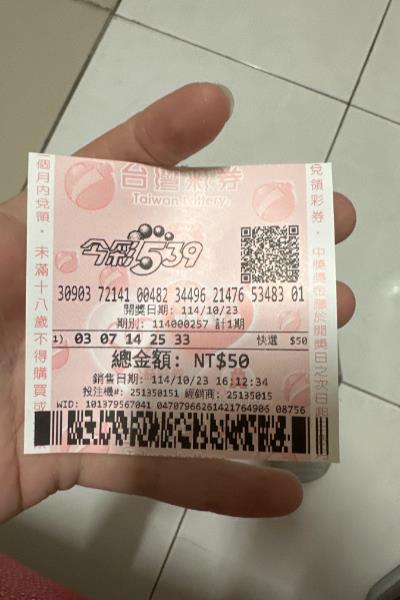 台灣彩券
Taiwan Lottery
今彩539
30903 72141 00482 34496 21476 53483 01
開獎日期: 114/10/23
期別: 114000257 計1期
1) 03 07 14 25 33 快選 $50
總金額: NT$50
銷售日期: 114/10/23 16:12:34
投注機#: 251350151 經銷商: 25135015
WID: 101379567041 04707966261421764906 08756
個月內兌領。未滿十八歲不得購買或
兌領彩券。中獎獎金應於開獎日之次日起